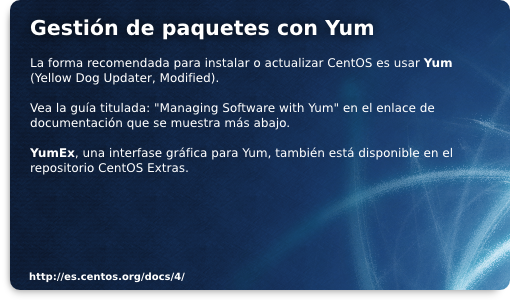 Gestión de paquetes con Yum
La forma recomendada para instalar o actualizar CentOS es usar Yum
(Yellow Dog Updater, Modified).
Vea la guía titulada: "Managing Software with Yum" en el enlace de
documentación que se muestra más abajo.
YumEx, una interfase gráfica para Yum, también está disponible en el
repositorio CentOS Extras.
http://es.centos.org/docs/4/